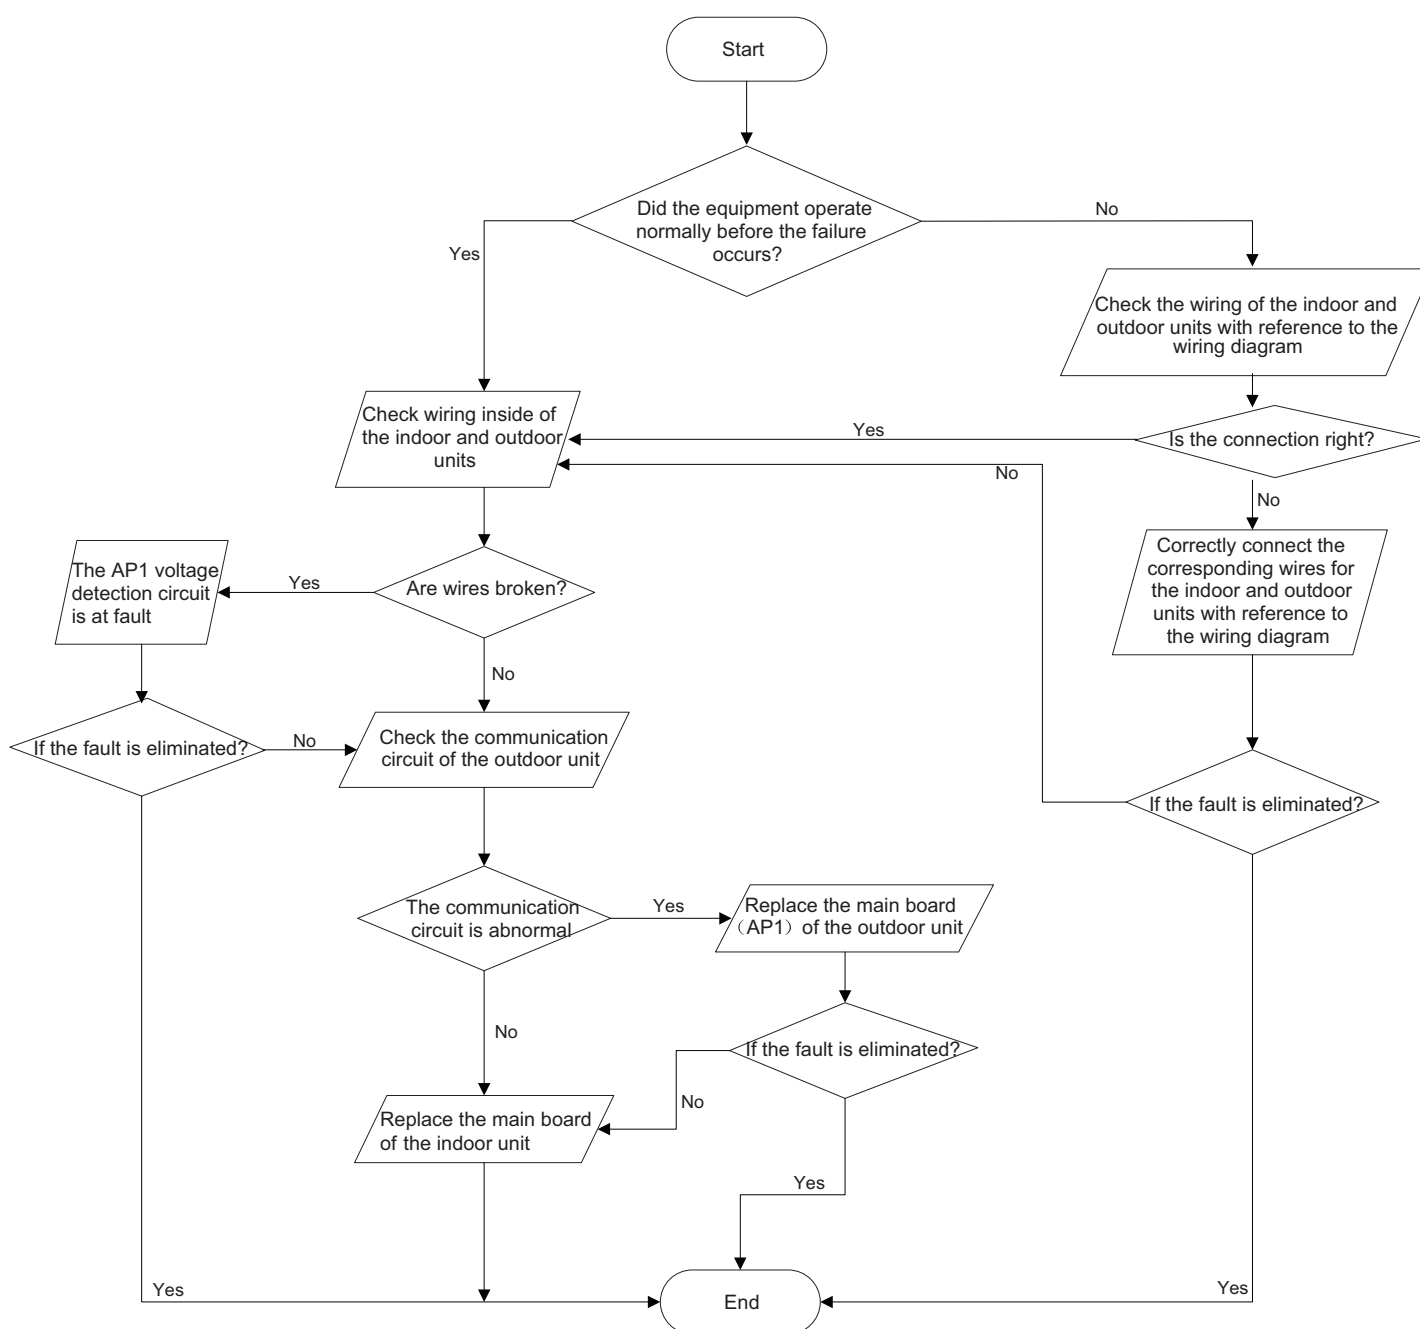 Start
Did the equipment operate
normally before the failure
occurs?
No
Yes
Check the wiring of the indoor and
outdoor units with reference to the
wiring diagram
Check wiring inside of
the indoor and outdoor
units
Yes
Is the connection right?
No
No
Correctly connect the
corresponding wires for
the indoor and outdoor
units with reference to
the wiring diagram
The AP1 voltage
detection circuit
is at fault
Yes
Are wires broken?
No
If the fault is eliminated?
No
Check the communication
circuit of the outdoor unit
If the fault is eliminated?
The communication
circuit is abnormal
Yes
Replace the main board
（AP1）of the outdoor unit
No
If the fault is eliminated?
No
Replace the main board
of the indoor unit
Yes
Yes
End
Yes